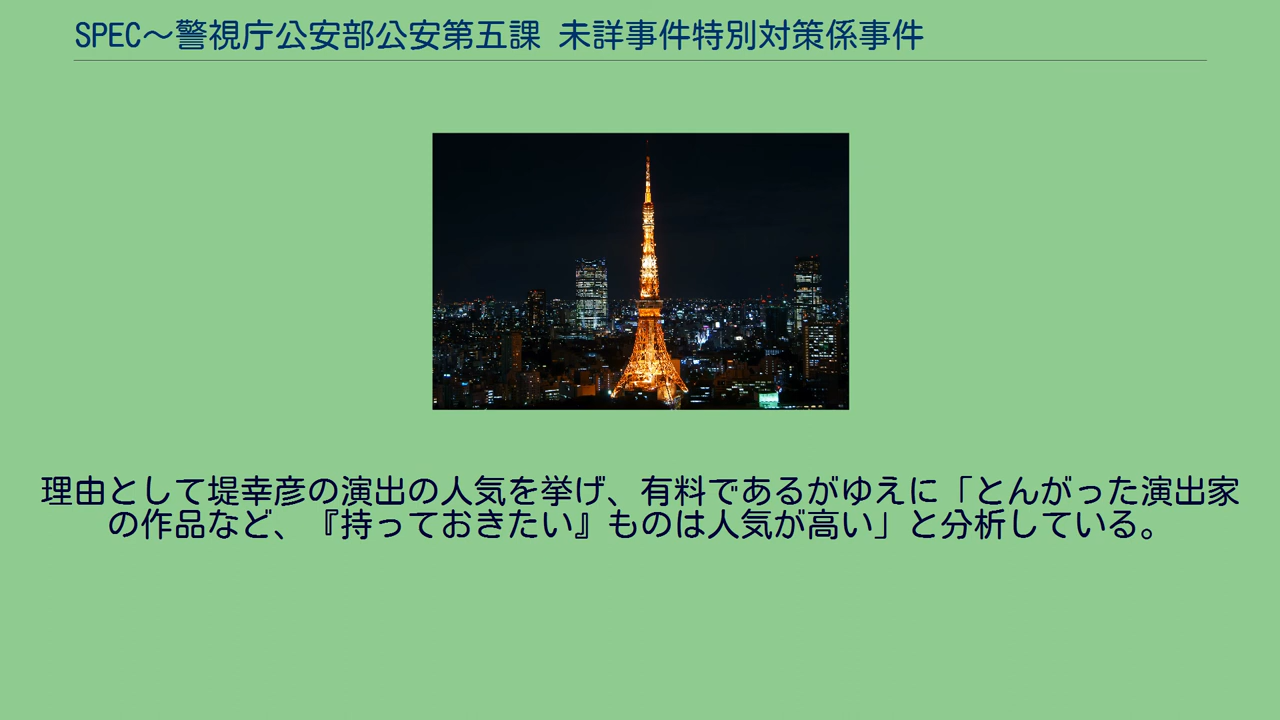 SPEC～警視庁公安部公安第五課 未詳事件特別対策係事件
理由として堤幸彦の演出の人気を挙げ、有料であるがゆえに「とんがった演出家
の作品など、『持っておきたい』ものは人気が高い」と分析している。